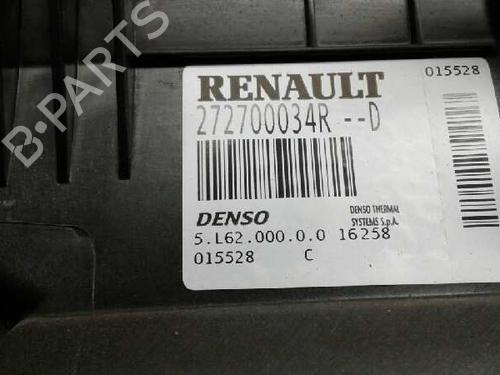 RENAULT
015528
272700034R --D
DENSO
DENSO THERMAL
SYSTEMS S.p.A.
5.L62.000.0.0 16258
015528 C
B-PARTS